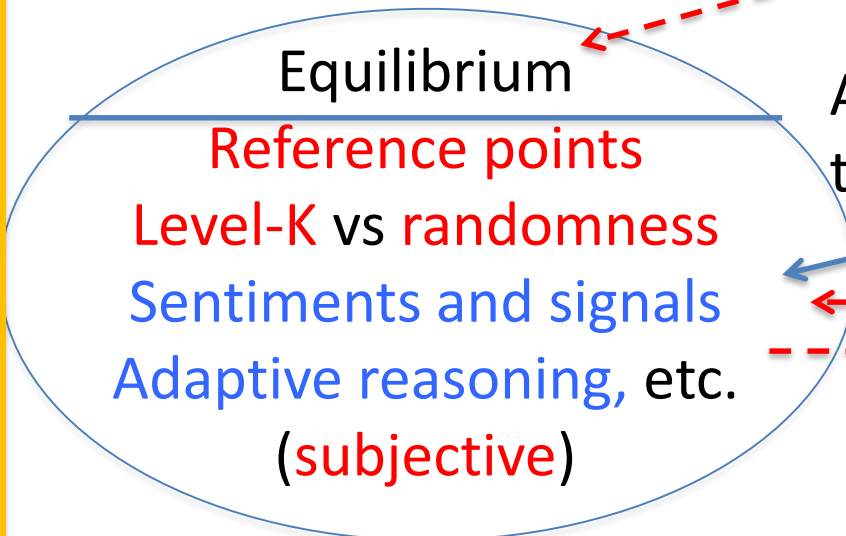 Equilibrium
Reference points
Level-K vs randomness
Sentiments and signals
Adaptive reasoning, etc.
(subjective)